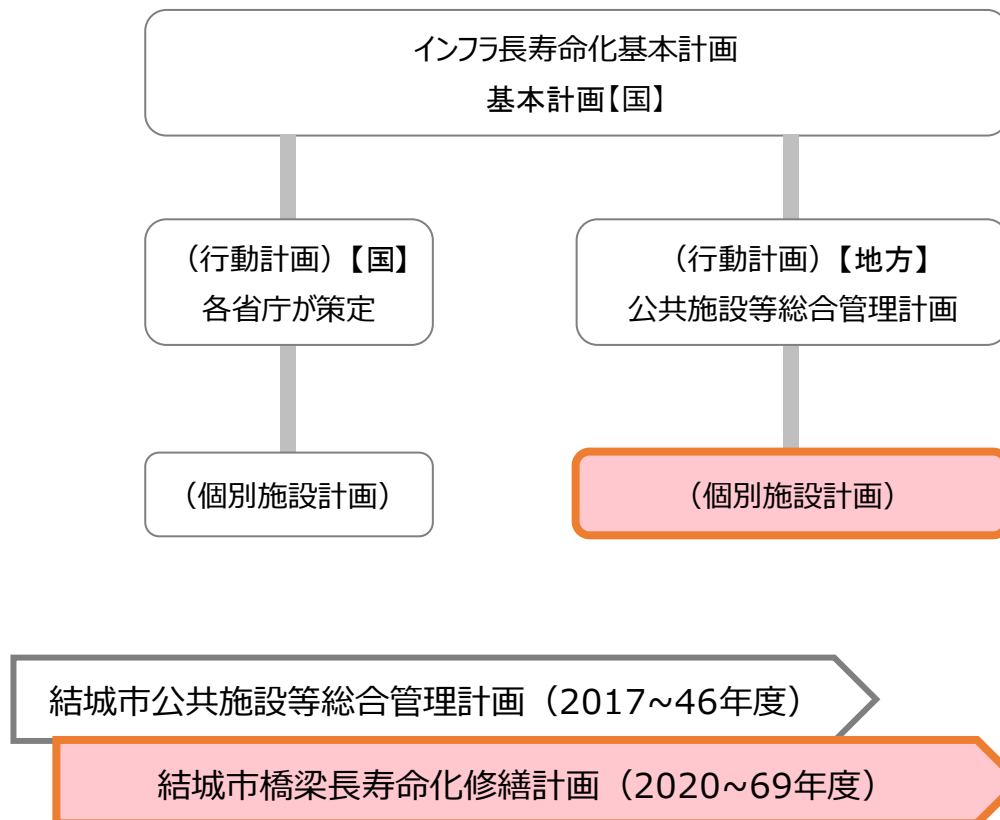 インフラ長寿命化基本計画
基本計画【国】
（行動計画）【国】
各省庁が策定
（行動計画）【地方】
公共施設等総合管理計画
（個別施設計画）
（個別施設計画）
結城市公共施設等総合管理計画（2017~46年度）
結城市橋梁長寿命化修繕計画（2020~69年度）